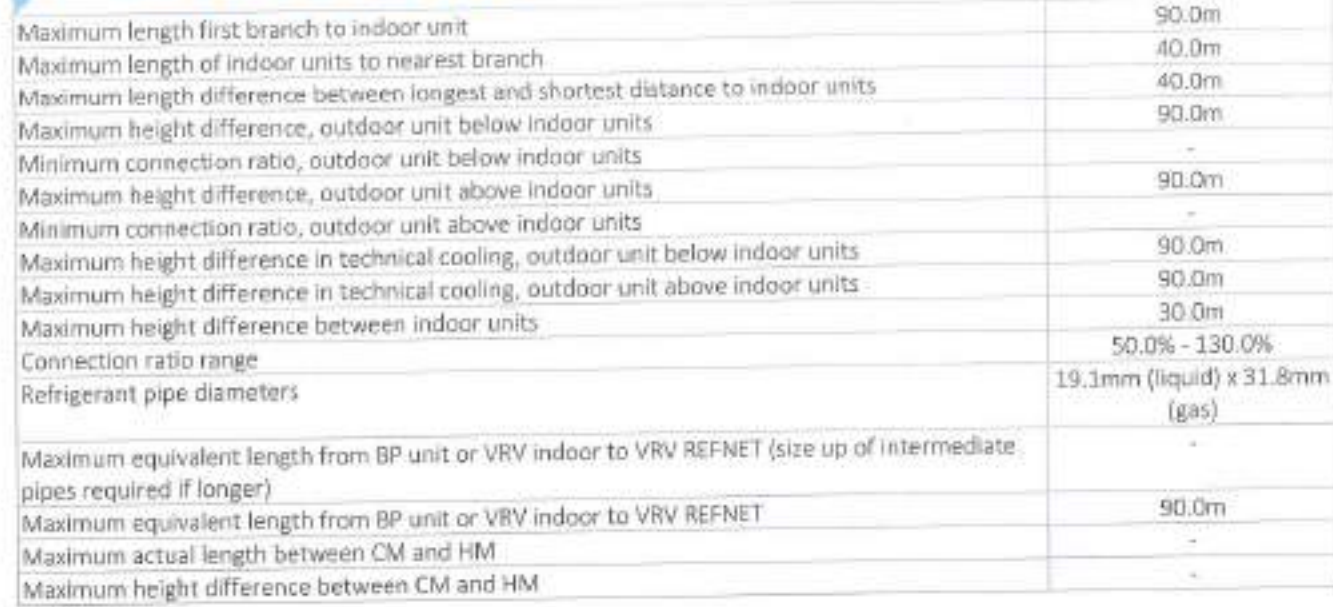 Maximum length first branch to indoor unit 90.0m
Maximum length of indoor units to nearest branch 40.0m
Maximum length difference between longest and shortest distance to indoor units 40.0m
Maximum height difference, outdoor unit below indoor units 90.0m
Minimum connection ratio, outdoor unit below indoor units -
Maximum height difference, outdoor unit above indoor units 90.0m
Minimum connection ratio, outdoor unit above indoor units -
Maximum height difference in technical cooling, outdoor unit below indoor units 90.0m
Maximum height difference in technical cooling, outdoor unit above indoor units 90.0m
Maximum height difference between indoor units 30.0m
Connection ratio range 50.0% - 130.0%
Refrigerant pipe diameters 19.1mm (liquid) x 31.8mm
(gas)
Maximum equivalent length from BP unit or VRV indoor to VRV REFNET (size up of intermediate -
pipes required if longer)
Maximum equivalent length from BP unit or VRV indoor to VRV REFNET 90.0m
Maximum actual length between CM and HM -
Maximum height difference between CM and HM -